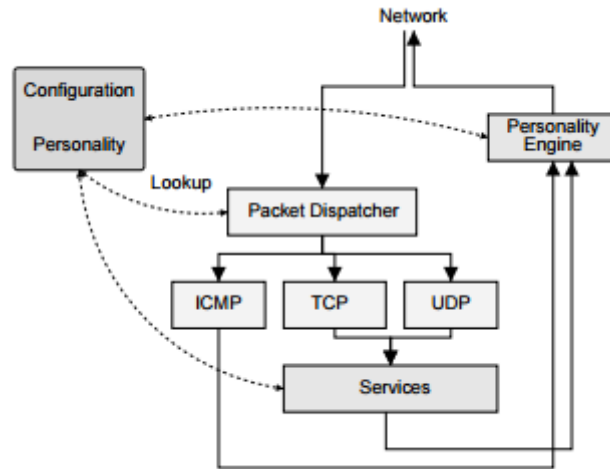 Network
Configuration
Personality
Personality
Engine
Lookup
Packet Dispatcher
ICMP
TCP
UDP
Services